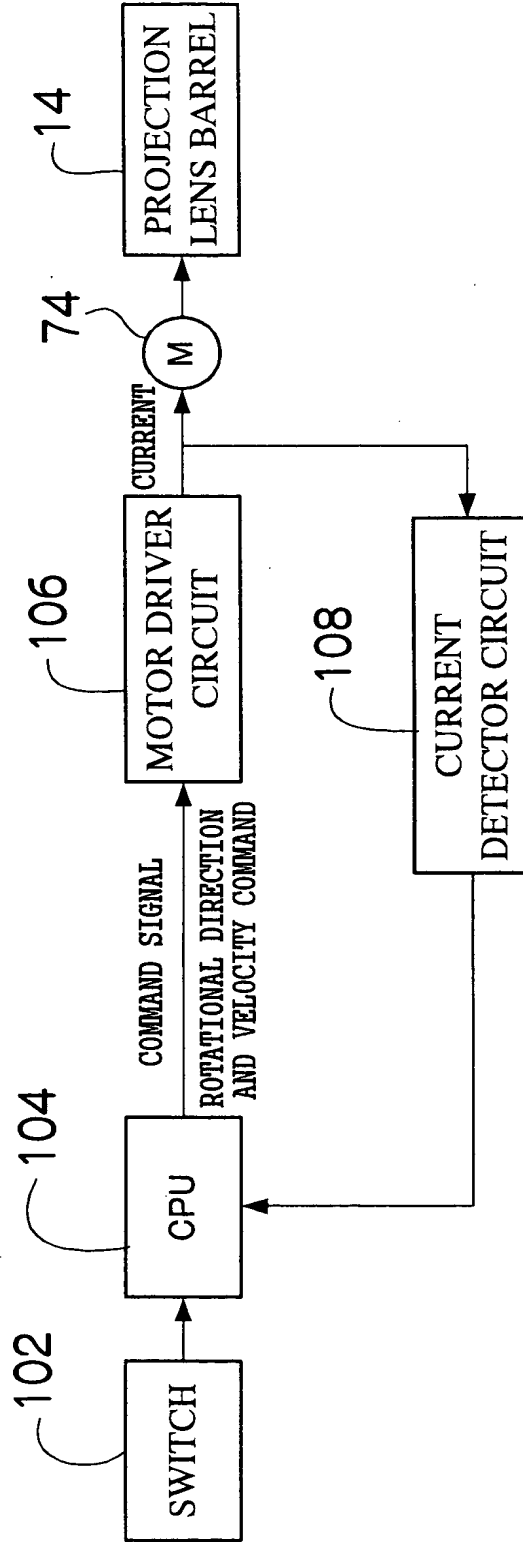 102
SWITCH
104
CPU
COMMAND SIGNAL
ROTATIONAL DIRECTION
AND VELOCITY COMMAND
106
MOTOR DRIVER
CIRCUIT
CURRENT
74
M
14
PROJECTION
LENS BARREL
108
CURRENT
DETECTOR CIRCUIT